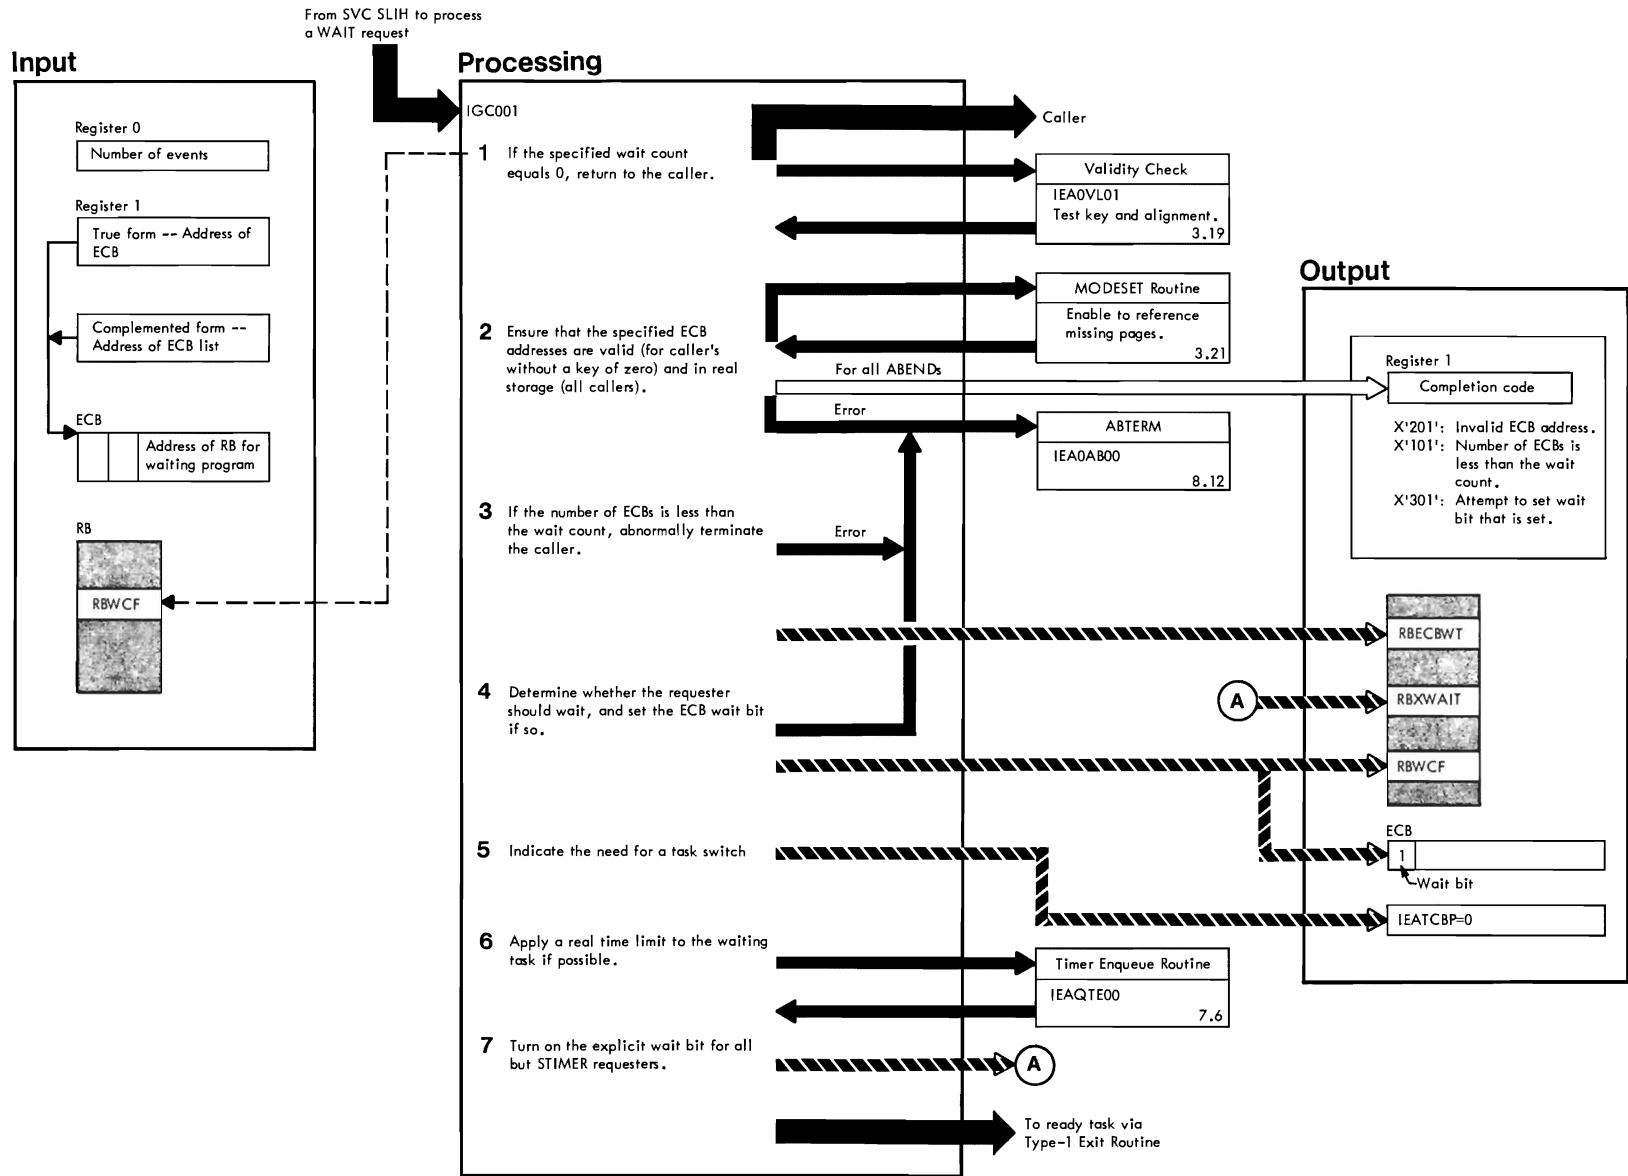 From SVC SLIH to process
a WAIT request
Input
Register 0
Number of events
Register 1
True form -- Address of
ECB
Complemented form --
Address of ECB list
ECB
Address of RB for
waiting program
RB
RBWCF
Processing
IGC001
1 If the specified wait count
equals 0, return to the caller.
2 Ensure that the specified ECB
addresses are valid (for caller's
without a key of zero) and in real
storage (all callers).
3 If the number of ECBs is less than
the wait count, abnormally terminate
the caller.
4 Determine whether the requester
should wait, and set the ECB wait bit
if so.
5 Indicate the need for a task switch
6 Apply a real time limit to the waiting
task if possible.
7 Turn on the explicit wait bit for all
but STIMER requesters.
Caller
Validity Check
IEA0VL01
Test key and alignment.
3.19
MODESET Routine
Enable to reference
missing pages.
3.21
For all ABENDs
Error
ABTERM
IEA0AB00
8.12
Error
A
Timer Enqueue Routine
IEAQTE00
7.6
A
To ready task via
Type-1 Exit Routine
Output
Register 1
Completion code
X'201': Invalid ECB address.
X'101': Number of ECBs is
less than the wait
count.
X'301': Attempt to set wait
bit that is set.
RBECBWT
RBXWAIT
RBWCF
ECB
1
Wait bit
IEATCBP=0